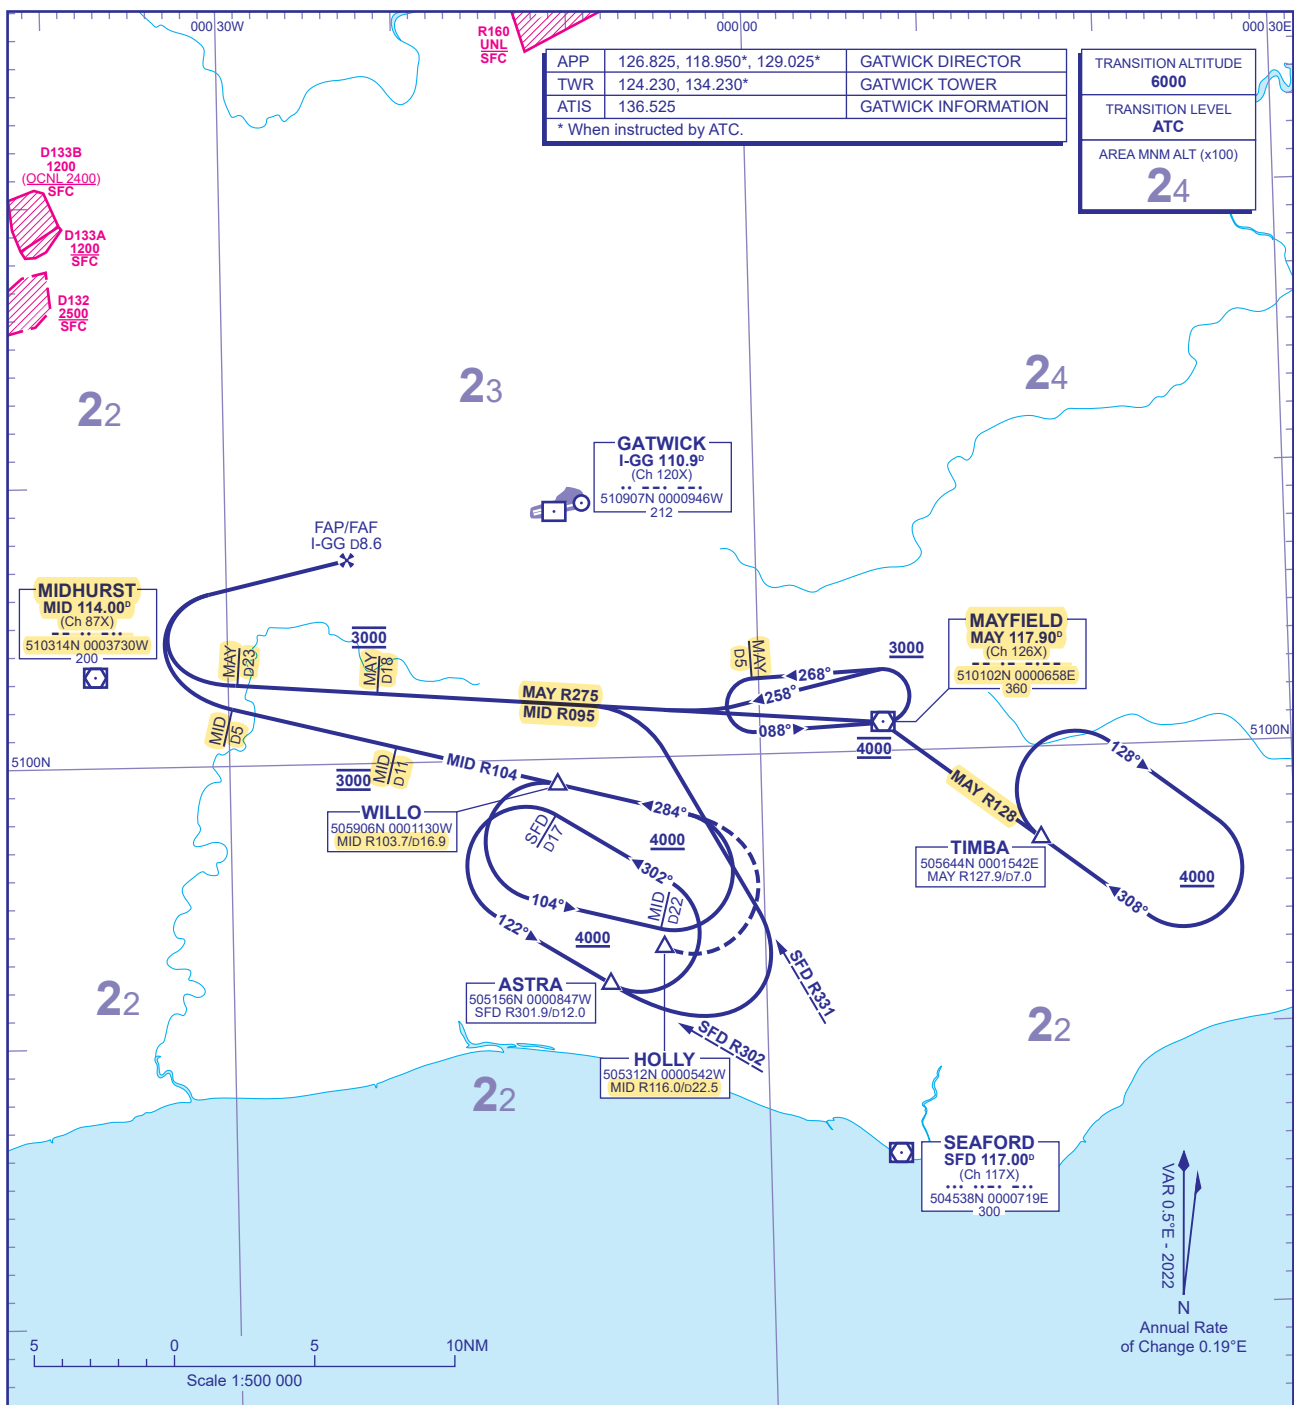 000 30W
000 00
000 30E
R160
UNL
SFC
APP 126.825, 118.950*, 129.025* GATWICK DIRECTOR
TWR 124.230, 134.230* GATWICK TOWER
ATIS 136.525 GATWICK INFORMATION
* When instructed by ATC.
TRANSITION ALTITUDE
6000
TRANSITION LEVEL
ATC
AREA MNM ALT (x100)
24
D133B
1200
(OCNL 2400)
SFC
D133A
1200
SFC
D132
2500
SFC
22
23
24
GATWICK
I-GG 110.9D
(Ch 120X)
510907N 0000946W
212
FAP/FAF
I-GG D8.6
MIDHURST
MID 114.00D
(Ch 87X)
510314N 0003730W
200
MAY
D23
3000
MAY
D18
MAY
D5
268°
258°
088°
3000
MAYFIELD
MAY 117.90D
(Ch 126X)
510102N 0000658E
360
MAY R275
MID R095
4000
MID
D5
5100N
5100N
3000
MID
D11
MID R104
WILLO
505906N 0001130W
MID R103.7/D16.9
284°
4000
SFD
D17
302°
104°
MID
D22
122°
4000
MAY R128
128°
TIMBA
505644N 0001542E
MAY R127.9/D7.0
308°
4000
ASTRA
505156N 0000847W
SFD R301.9/D12.0
SFD R331
SFD R302
HOLLY
505312N 0000542W
MID R116.0/D22.5
22
22
22
SEAFORD
SFD 117.00D
(Ch 117X)
504538N 0000719E
300
VAR 0.5°E - 2022
N
Annual Rate
of Change 0.19°E
5 0 5 10NM
Scale 1:500 000